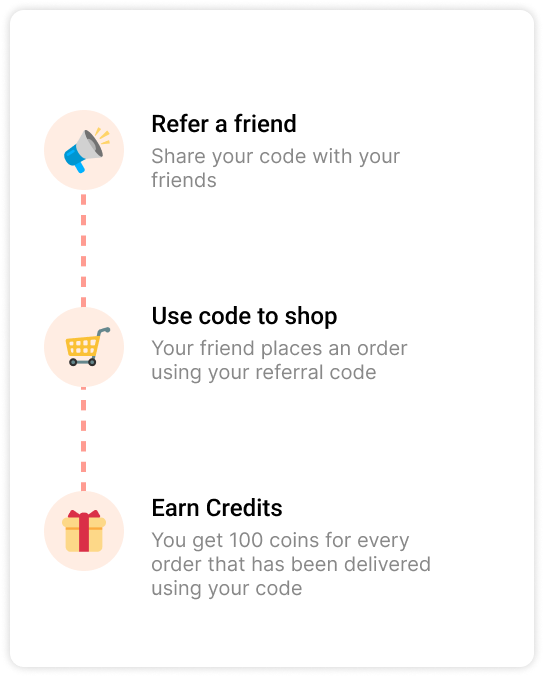 Refer a friend
Share your code with your
friends
Use code to shop
Your friend places an order
using your referral code
Earn Credits
You get 100 coins for every
order that has been delivered
using your code